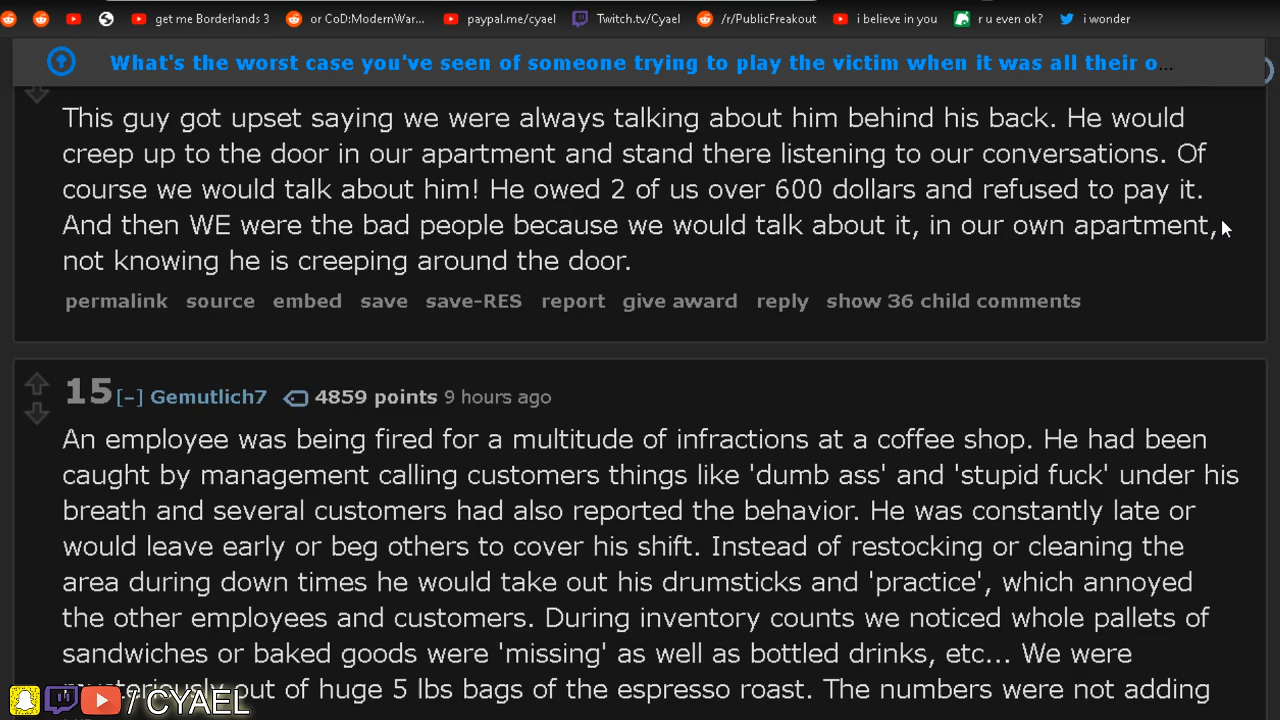 get me Borderlands 3 or CoD:ModernWar... paypal.me/cyael Twitch.tv/Cyael /r/PublicFreakout i believe in you r u even ok? i wonder
What's the worst case you've seen of someone trying to play the victim when it was all their o...
This guy got upset saying we were always talking about him behind his back. He would
creep up to the door in our apartment and stand there listening to our conversations. Of
course we would talk about him! He owed 2 of us over 600 dollars and refused to pay it.
And then WE were the bad people because we would talk about it, in our own apartment,
not knowing he is creeping around the door.
permalink source embed save save-RES report give award reply show 36 child comments
15 [–] Gemutlich7 4859 points 9 hours ago
An employee was being fired for a multitude of infractions at a coffee shop. He had been
caught by management calling customers things like 'dumb ass' and 'stupid fuck' under his
breath and several customers had also reported the behavior. He was constantly late or
would leave early or beg others to cover his shift. Instead of restocking or cleaning the
area during down times he would take out his drumsticks and 'practice', which annoyed
the other employees and customers. During inventory counts we noticed whole pallets of
sandwiches or baked goods were 'missing' as well as bottled drinks, etc... We were
mysteriously out of huge 5 lbs bags of the espresso roast. The numbers were not adding
/ CYAEL